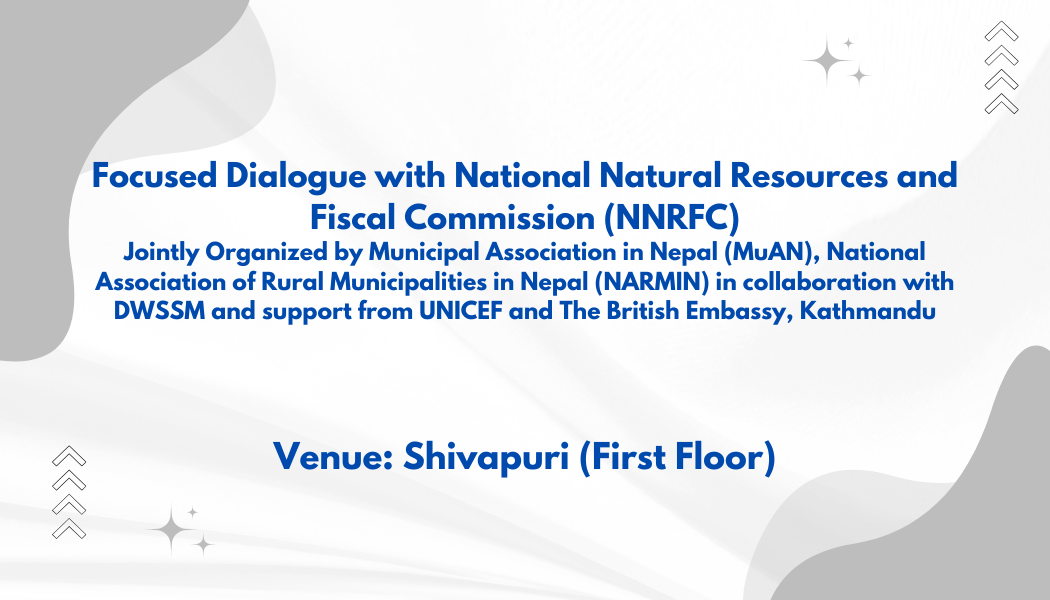 Focused Dialogue with National Natural Resources and
Fiscal Commission (NNRFC)
Jointly Organized by Municipal Association in Nepal (MuAN), National
Association of Rural Municipalities in Nepal (NARMIN) in collaboration with
DWSSM and support from UNICEF and The British Embassy, Kathmandu
Venue: Shivapuri (First Floor)